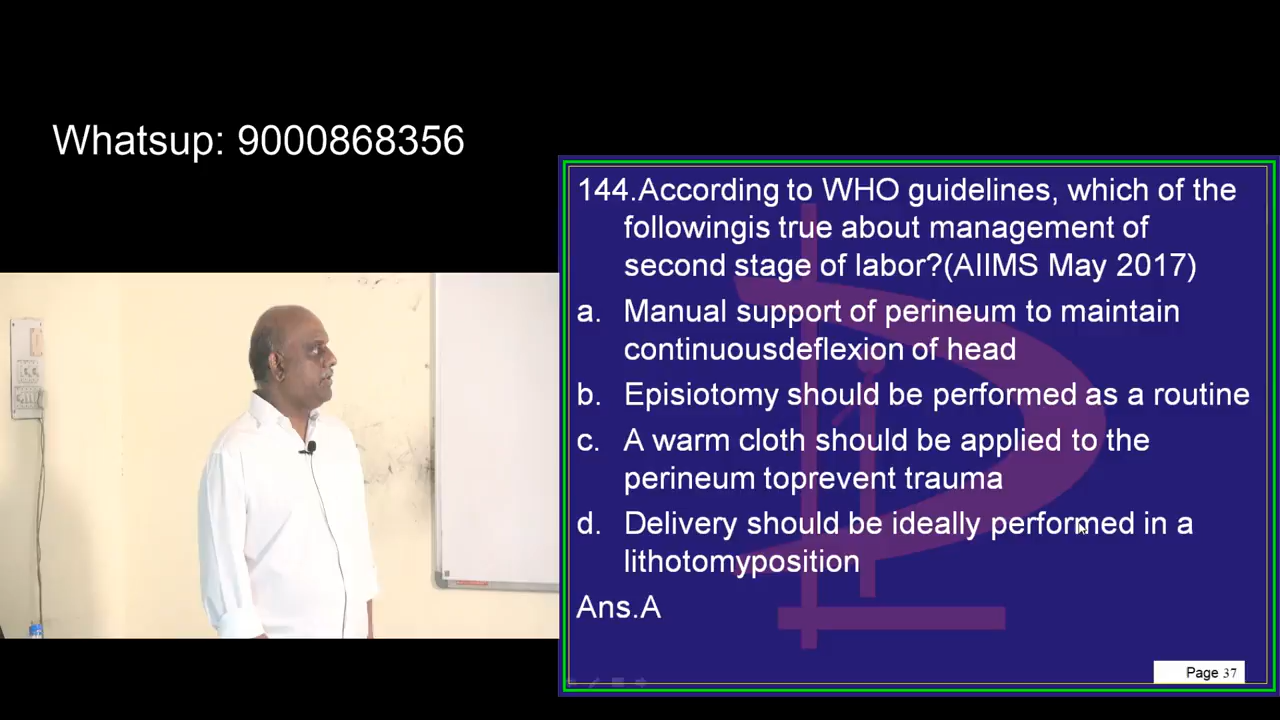 Whatsup: 9000868356
144.According to WHO guidelines, which of the
followingis true about management of
second stage of labor?(AIIMS May 2017)
a. Manual support of perineum to maintain
continuousdeflexion of head
b. Episiotomy should be performed as a routine
c. A warm cloth should be applied to the
perineum toprevent trauma
d. Delivery should be ideally performed in a
lithotomyposition
Ans.A
Page 37